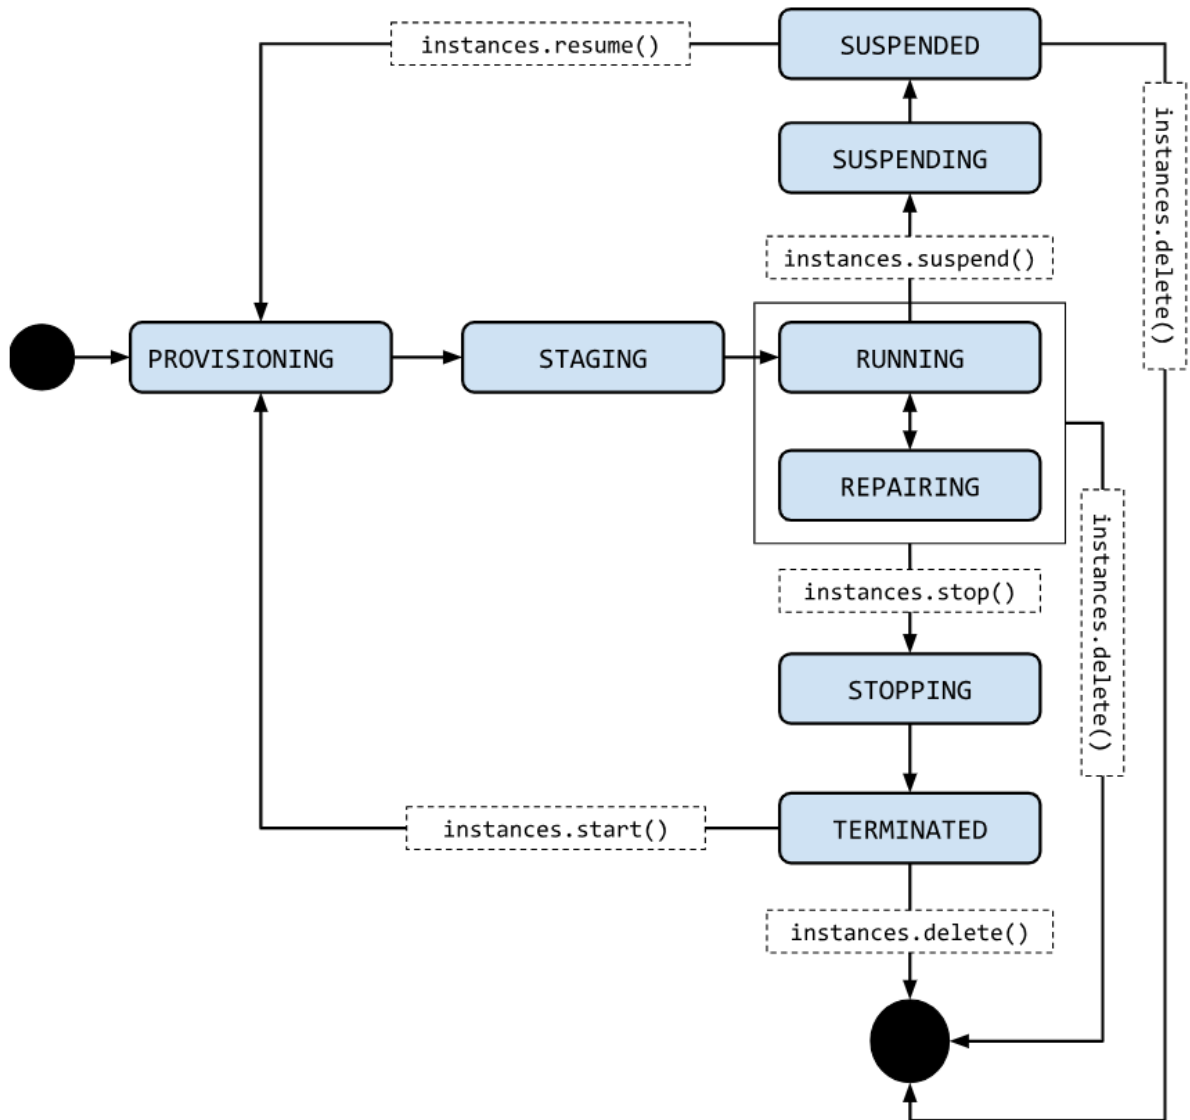 instances.resume()
SUSPENDED
SUSPENDING
instances.delete()
instances.suspend()
PROVISIONING
STAGING
RUNNING
REPAIRING
instances.delete()
instances.stop()
STOPPING
instances.start()
TERMINATED
instances.delete()